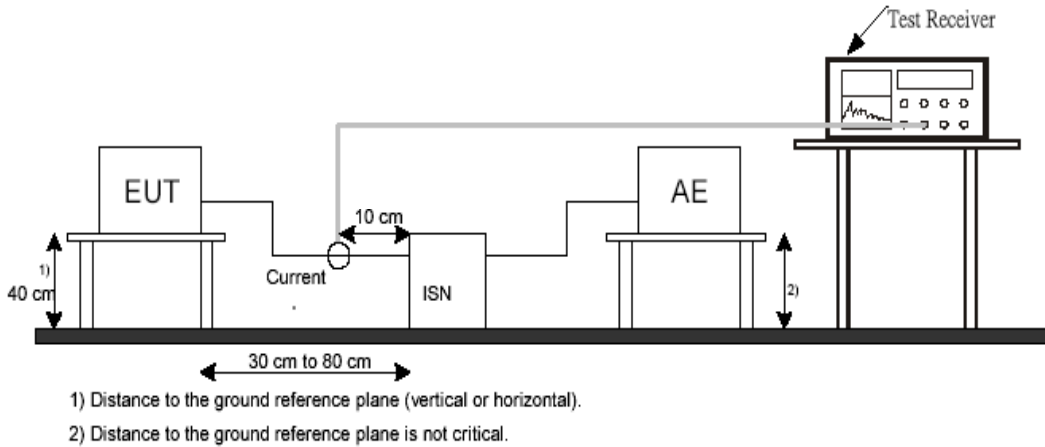 Test Receiver
EUT
AE
10 cm
1)
40 cm
Current
ISN
2)
30 cm to 80 cm
1) Distance to the ground reference plane (vertical or horizontal).
2) Distance to the ground reference plane is not critical.